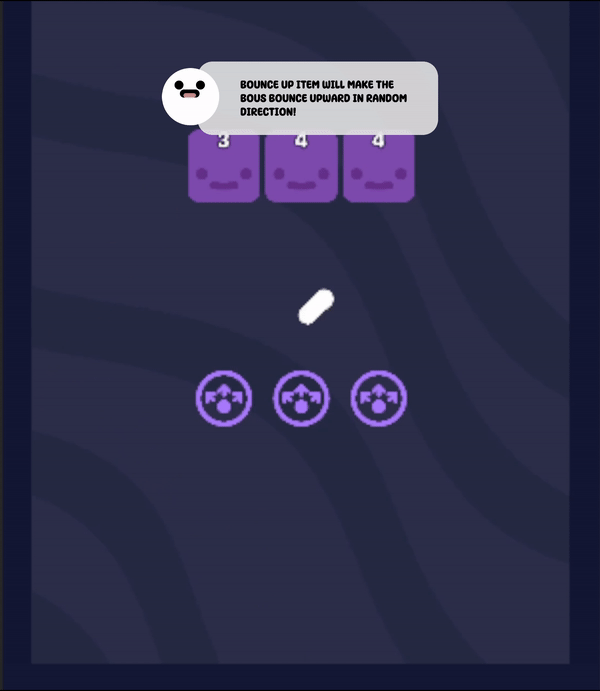 BOUNCE UP ITEM WILL MAKE THE
BOUS BOUNCE UPWARD IN RANDOM
DIRECTION!
3 4 4